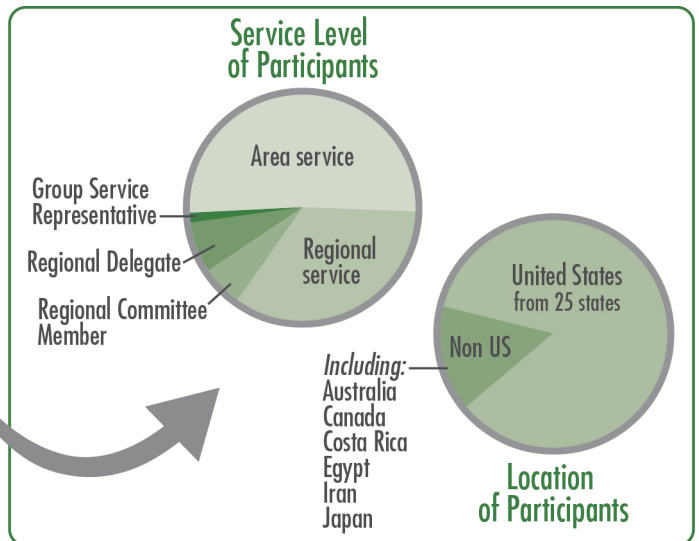 Service Level
of Participants
Area service
Group Service
Representative
Regional Delegate
Regional
service
Regional Committee
Member
United States
from 25 states
Non US
Including:
Australia
Canada
Costa Rica
Egypt
Iran
Japan
Location
of Participants